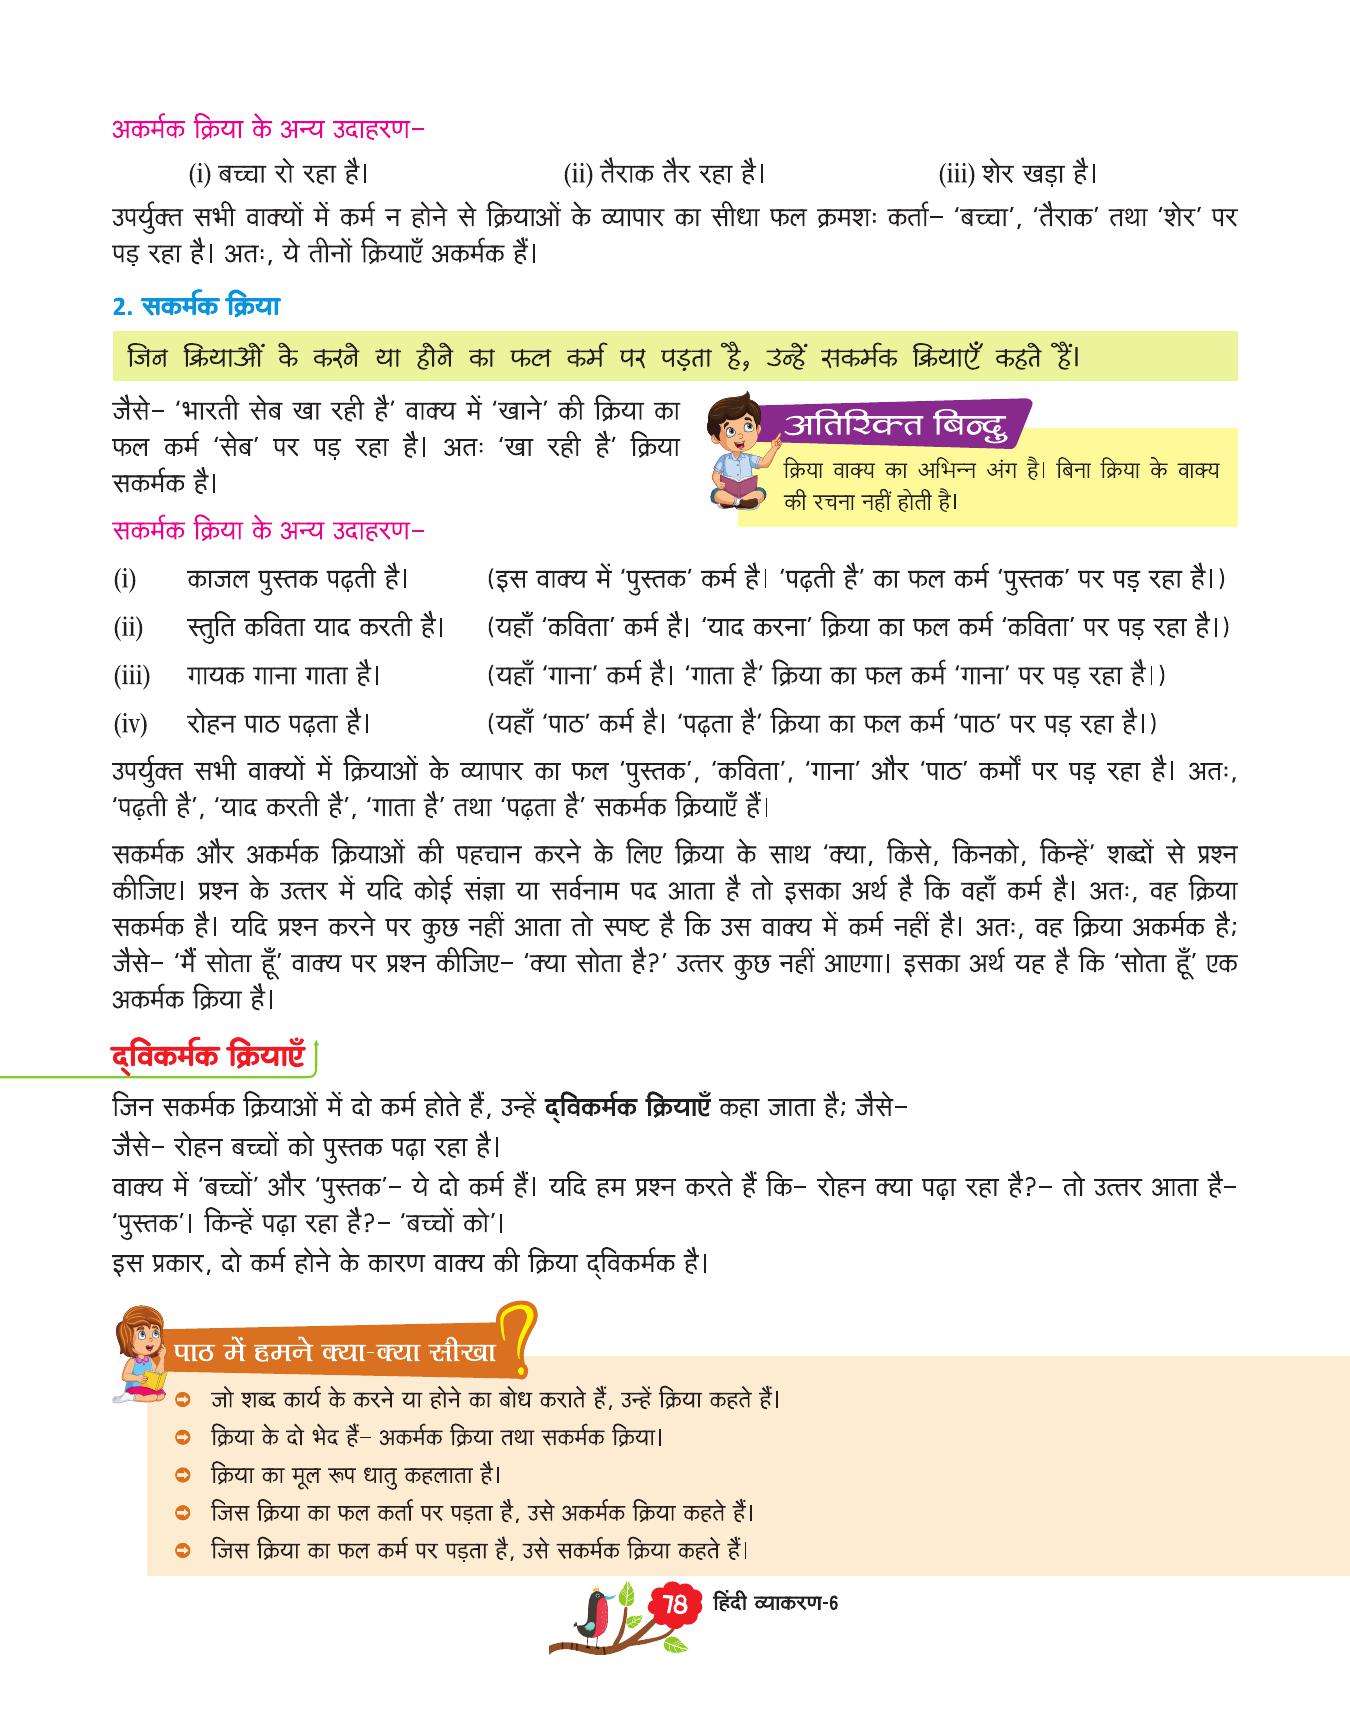 अकर्मक क्रिया के अन्य उदाहरण–
(i) बच्चा रो रहा है। (ii) तैराक तैर रहा है। (iii) शेर खड़ा है।
उपर्युक्त सभी वाक्यों में कर्म न होने से क्रियाओं के व्यापार का सीधा फल क्रमशः कर्ता– ‘बच्चा’, ‘तैराक’ तथा ‘शेर’ पर
पड़ रहा है। अतः, ये तीनों क्रियाएँ अकर्मक हैं।
2. सकर्मक क्रिया
जिन क्रियाओं के करने या होने का फल कर्म पर पड़ता है, उन्हें सकर्मक क्रियाएँ कहते हैं।
जैसे– ‘भारती सेब खा रही है’ वाक्य में ‘खाने’ की क्रिया का
फल कर्म ‘सेब’ पर पड़ रहा है। अतः ‘खा रही है’ क्रिया
सकर्मक है।
अतिरिक्त बिन्दु
क्रिया वाक्य का अभिन्न अंग है। बिना क्रिया के वाक्य
की रचना नहीं होती है।
सकर्मक क्रिया के अन्य उदाहरण–
(i) काजल पुस्तक पढ़ती है। (इस वाक्य में ‘पुस्तक’ कर्म है। ‘पढ़ती है’ का फल कर्म ‘पुस्तक’ पर पड़ रहा है।)
(ii) स्तुति कविता याद करती है। (यहाँ ‘कविता’ कर्म है। ‘याद करना’ क्रिया का फल कर्म ‘कविता’ पर पड़ रहा है।)
(iii) गायक गाना गाता है। (यहाँ ‘गाना’ कर्म है। ‘गाता है’ क्रिया का फल कर्म ‘गाना’ पर पड़ रहा है।)
(iv) रोहन पाठ पढ़ता है। (यहाँ ‘पाठ’ कर्म है। ‘पढ़ता है’ क्रिया का फल कर्म ‘पाठ’ पर पड़ रहा है।)
उपर्युक्त सभी वाक्यों में क्रियाओं के व्यापार का फल ‘पुस्तक’, ‘कविता’, ‘गाना’ और ‘पाठ’ कर्मों पर पड़ रहा है। अतः,
‘पढ़ती है’, ‘याद करती है’, ‘गाता है’ तथा ‘पढ़ता है’ सकर्मक क्रियाएँ हैं।
सकर्मक और अकर्मक क्रियाओं की पहचान करने के लिए क्रिया के साथ ‘क्या, किसे, किनको, किन्हें’ शब्दों से प्रश्न
कीजिए। प्रश्न के उत्तर में यदि कोई संज्ञा या सर्वनाम पद आता है तो इसका अर्थ है कि वहाँ कर्म है। अतः, वह क्रिया
सकर्मक है। यदि प्रश्न करने पर कुछ नहीं आता तो स्पष्ट है कि उस वाक्य में कर्म नहीं है। अतः, वह क्रिया अकर्मक है;
जैसे– ‘मैं सोता हूँ’ वाक्य पर प्रश्न कीजिए– ‘क्या सोता है?’ उत्तर कुछ नहीं आएगा। इसका अर्थ यह है कि ‘सोता हूँ’ एक
अकर्मक क्रिया है।
द्‌विकर्मक क्रियाएँ
जिन सकर्मक क्रियाओं में दो कर्म होते हैं, उन्हें द्‌विकर्मक क्रियाएँ कहा जाता है; जैसे–
जैसे– रोहन बच्चों को पुस्तक पढ़ा रहा है।
वाक्य में ‘बच्चों’ और ‘पुस्तक’– ये दो कर्म हैं। यदि हम प्रश्न करते हैं कि– रोहन क्या पढ़ा रहा है?– तो उत्तर आता है–
‘पुस्तक’। किन्हें पढ़ा रहा है?– ‘बच्चों को’।
इस प्रकार, दो कर्म होने के कारण वाक्य की क्रिया द्‌विकर्मक है।
पाठ में हमने क्या-क्या सीखा ?
जो शब्द कार्य के करने या होने का बोध कराते हैं, उन्हें क्रिया कहते हैं।
क्रिया के दो भेद हैं– अकर्मक क्रिया तथा सकर्मक क्रिया।
क्रिया का मूल रूप धातु कहलाता है।
जिस क्रिया का फल कर्ता पर पड़ता है, उसे अकर्मक क्रिया कहते हैं।
जिस क्रिया का फल कर्म पर पड़ता है, उसे सकर्मक क्रिया कहते हैं।
78 हिंदी व्याकरण-6